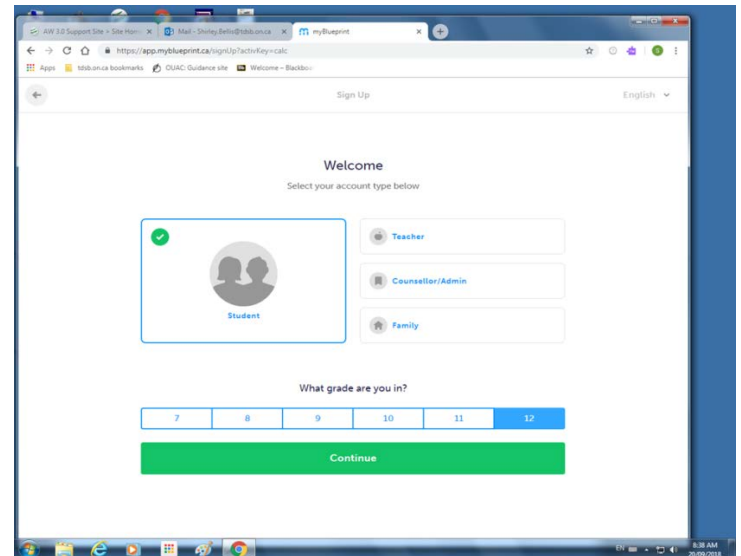 AW 3.0 Support Site > Site Hom
Mail - Shirley.Bellis@tdsb.on.ca
myBlueprint
https://app.myblueprint.ca/signUp?activKey=calc
Apps
tdsb.on.ca bookmarks
OUAC: Guidance site
Welcome – Blackbo
Sign Up
English
Welcome
Select your account type below
Student
Teacher
Counsellor/Admin
Family
What grade are you in?
7 8 9 10 11 12
Continue
EN
8:38 AM
20/09/2018